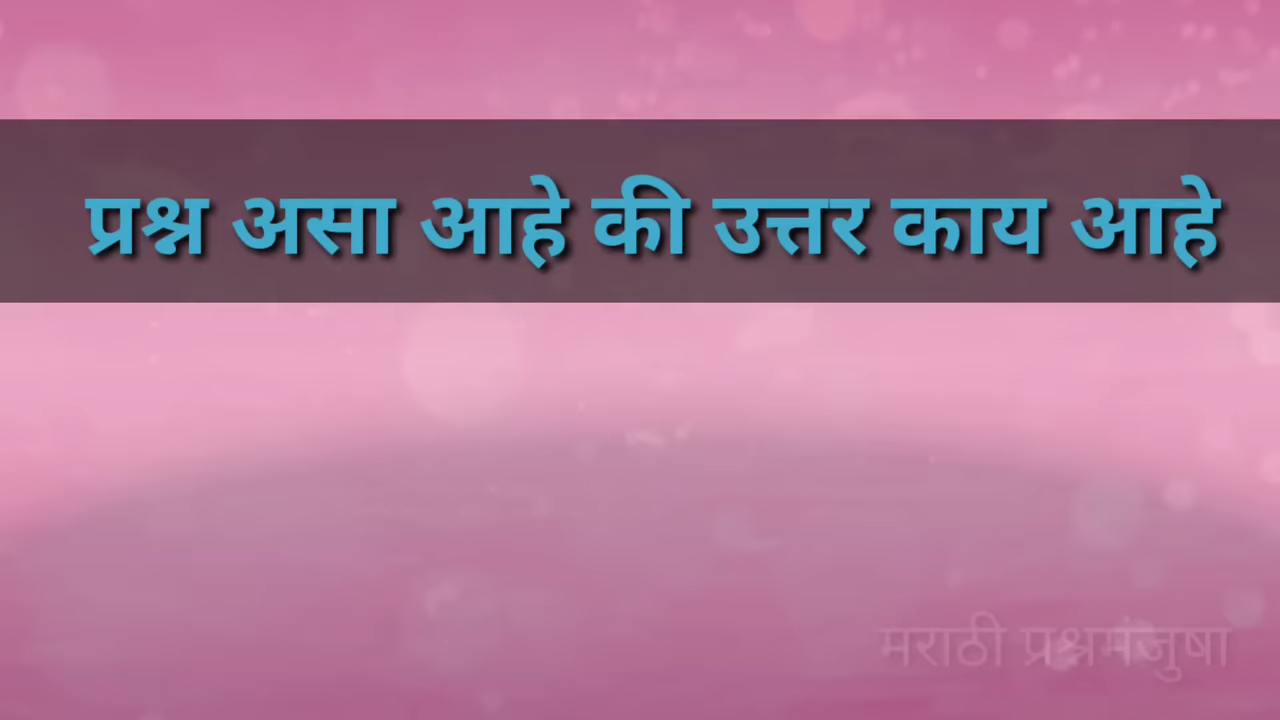 प्रश्न असा आहे की उत्तर काय आहे
मराठी प्रश्नमंजुषा